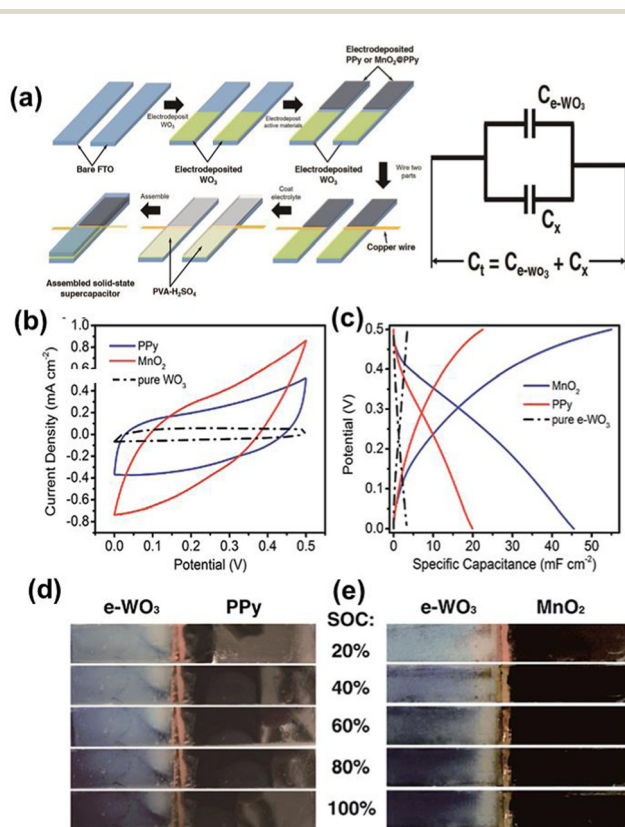 (a)
Bare FTO
Electrodeposit
WO₃
Electrodeposited
WO₃
Electrodeposit
active materials
Electrodeposited
PPy or MnO₂@PPy
Electrodeposited
WO₃
Wire two
parts
Copper wire
Coat
electrolyte
PVA-H₂SO₄
Assemble
Assembled solid-state
supercapacitor
Cₑ₋WO₃
Cₓ
Cₜ = Cₑ₋wo₃ + Cₓ
(b)
PPy
MnO₂
pure WO₃
1.0
0.8
0.6
0.4
0.2
0.0
-0.2
-0.4
-0.6
-0.8
Current Density (mA cm⁻²)
0.0 0.1 0.2 0.3 0.4 0.5
Potential (V)
(c)
MnO₂
PPy
pure e-WO₃
0.5
0.4
0.3
0.2
0.1
0.0
Potential (V)
0 10 20 30 40 50
Specific Capacitance (mF cm⁻²)
(d)
e-WO₃ PPy
SOC:
20%
40%
60%
80%
100%
(e)
e-WO₃ MnO₂